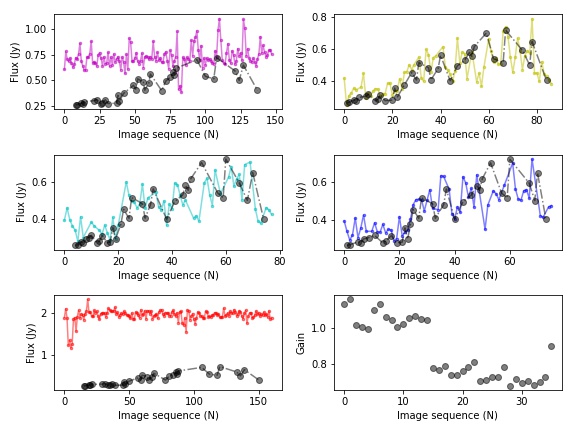 Flux (Jy)
1.00
0.75
0.50
0.25
0 25 50 75 100 125 150
Image sequence (N)
Flux (Jy)
0.8
0.6
0.4
0 20 40 60 80
Image sequence (N)
Flux (Jy)
0.6
0.4
0 20 40 60 80
Image sequence (N)
Flux (Jy)
0.6
0.4
0 20 40 60
Image sequence (N)
Flux (Jy)
2
1
0 50 100 150
Image sequence (N)
Gain
1.0
0.8
0 10 20 30
Image sequence (N)